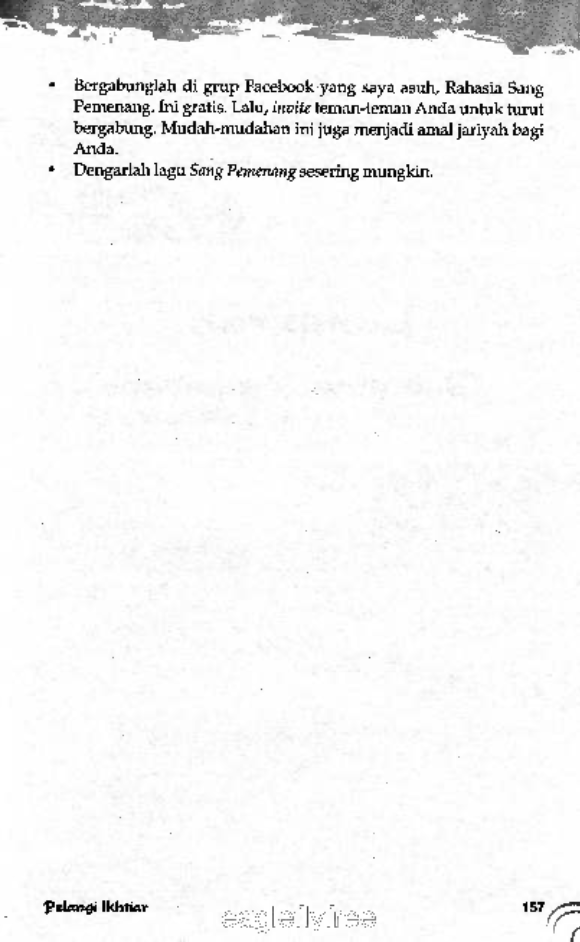 • Bergabunglah di grup Facebook yang saya asuh, Rahasia Sang
Pemenang. Ini gratis. Lalu, invite teman-teman Anda untuk turut
bergabung. Mudah-mudahan ini juga menjadi amal jariyah bagi
Anda.
• Dengarlah lagu Sang Pemenang sesering mungkin.
Pelangi Ikhtiar 157